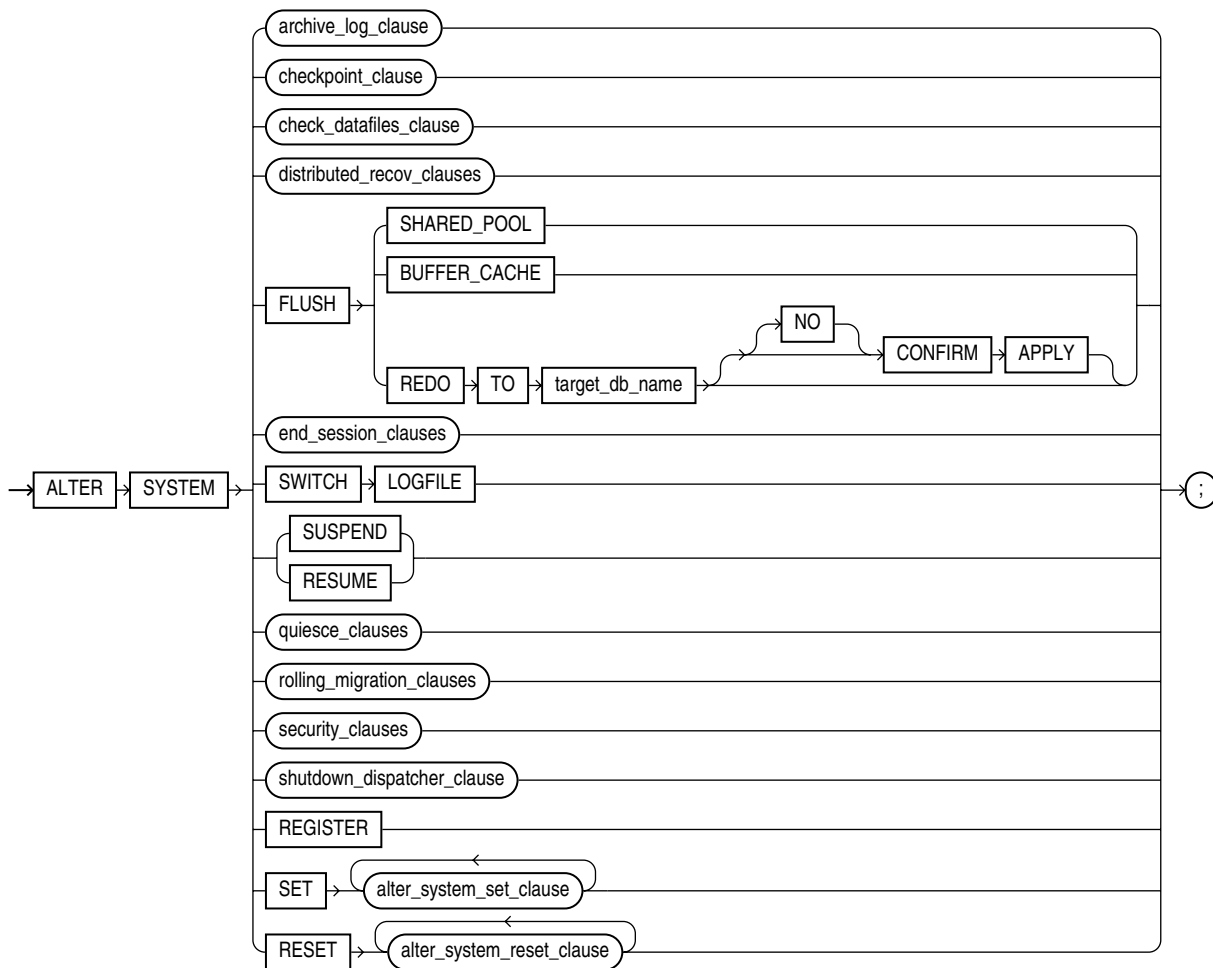 archive_log_clause
checkpoint_clause
check_datafiles_clause
distributed_recov_clauses
SHARED_POOL
BUFFER_CACHE
FLUSH
NO
CONFIRM APPLY
REDO TO target_db_name
end_session_clauses
ALTER SYSTEM SWITCH LOGFILE ;
SUSPEND
RESUME
quiesce_clauses
rolling_migration_clauses
security_clauses
shutdown_dispatcher_clause
REGISTER
SET alter_system_set_clause
RESET alter_system_reset_clause